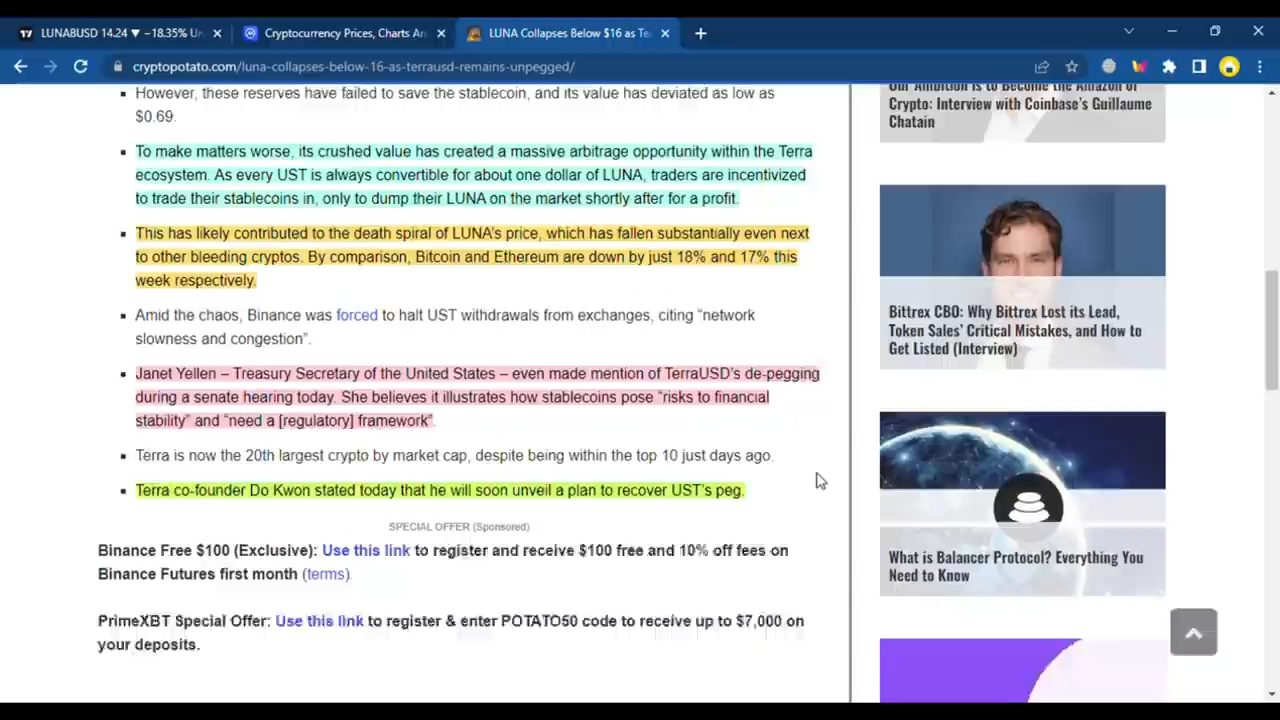 LUNABUSD 14.24 ▼ −18.35% Un
Cryptocurrency Prices, Charts An
LUNA Collapses Below $16 as Te
cryptopotato.com/luna-collapses-below-16-as-terrausd-remains-unpegged/
However, these reserves have failed to save the stablecoin, and its value has deviated as low as
$0.69.
To make matters worse, its crushed value has created a massive arbitrage opportunity within the Terra
ecosystem. As every UST is always convertible for about one dollar of LUNA, traders are incentivized
to trade their stablecoins in, only to dump their LUNA on the market shortly after for a profit.
This has likely contributed to the death spiral of LUNA's price, which has fallen substantially even next
to other bleeding cryptos. By comparison, Bitcoin and Ethereum are down by just 18% and 17% this
week respectively.
Amid the chaos, Binance was forced to halt UST withdrawals from exchanges, citing “network
slowness and congestion”.
Janet Yellen – Treasury Secretary of the United States – even made mention of TerraUSD's de-pegging
during a senate hearing today. She believes it illustrates how stablecoins pose “risks to financial
stability” and “need a [regulatory] framework”.
Terra is now the 20th largest crypto by market cap, despite being within the top 10 just days ago.
Terra co-founder Do Kwon stated today that he will soon unveil a plan to recover UST's peg.
SPECIAL OFFER (Sponsored)
Binance Free $100 (Exclusive): Use this link to register and receive $100 free and 10% off fees on
Binance Futures first month (terms).
PrimeXBT Special Offer: Use this link to register & enter POTATO50 code to receive up to $7,000 on
your deposits.
Our Ambition is to Become the Amazon of
Crypto: Interview with Coinbase's Guillaume
Chatain
Bittrex CBO: Why Bittrex Lost its Lead,
Token Sales' Critical Mistakes, and How to
Get Listed (Interview)
What is Balancer Protocol? Everything You
Need to Know